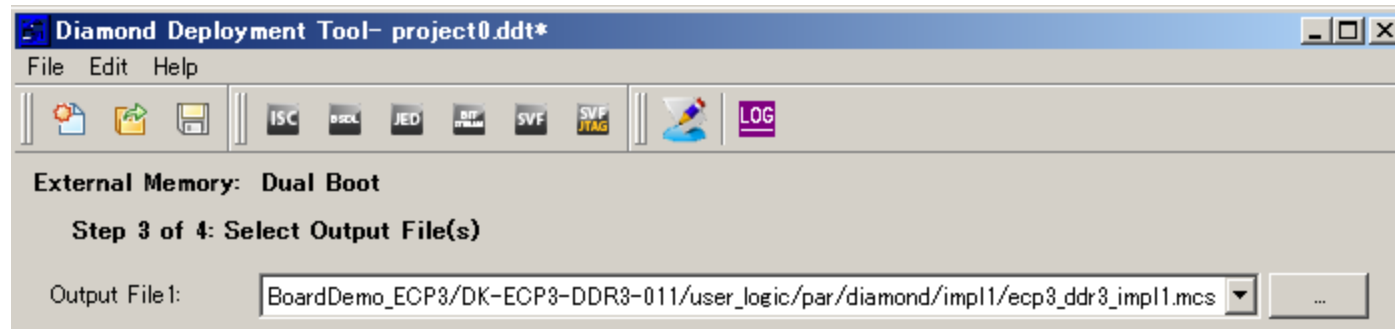 Diamond Deployment Tool- project0.ddt*
File Edit Help
ISC BSDL JED BIT SVF SVF JTAG LOG
External Memory: Dual Boot
Step 3 of 4: Select Output File(s)
Output File1: BoardDemo_ECP3/DK-ECP3-DDR3-011/user_logic/par/diamond/impl1/ecp3_ddr3_impl1.mcs ...